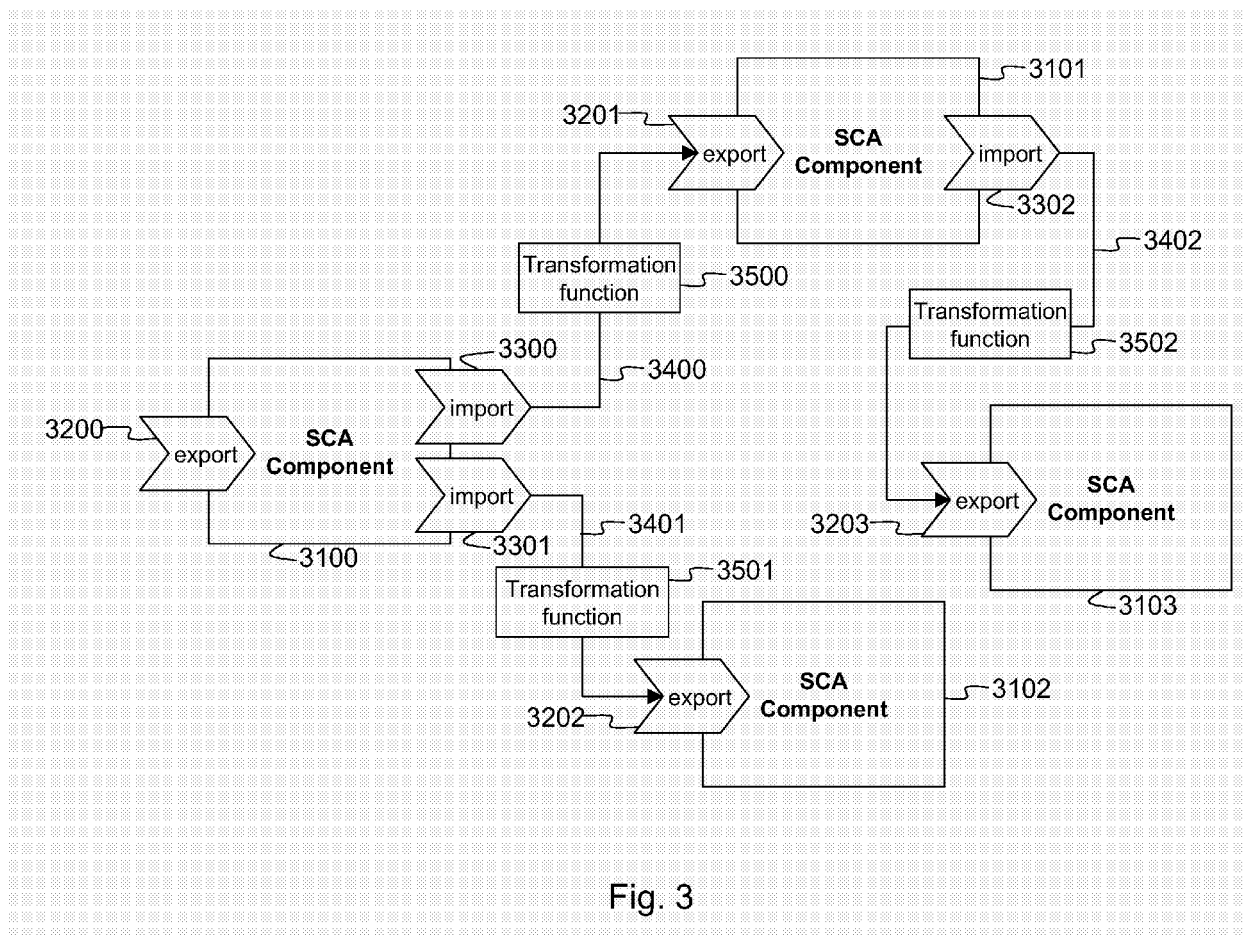 3101
3201
SCA
Component
export
import
3302
3402
Transformation
function
3500
Transformation
function
3502
3300
3400
import
3200
export
SCA
Component
import
export
SCA
Component
3401
3203
3301
3100
3501
Transformation
function
3103
SCA
Component
export
3102
3202
Fig. 3